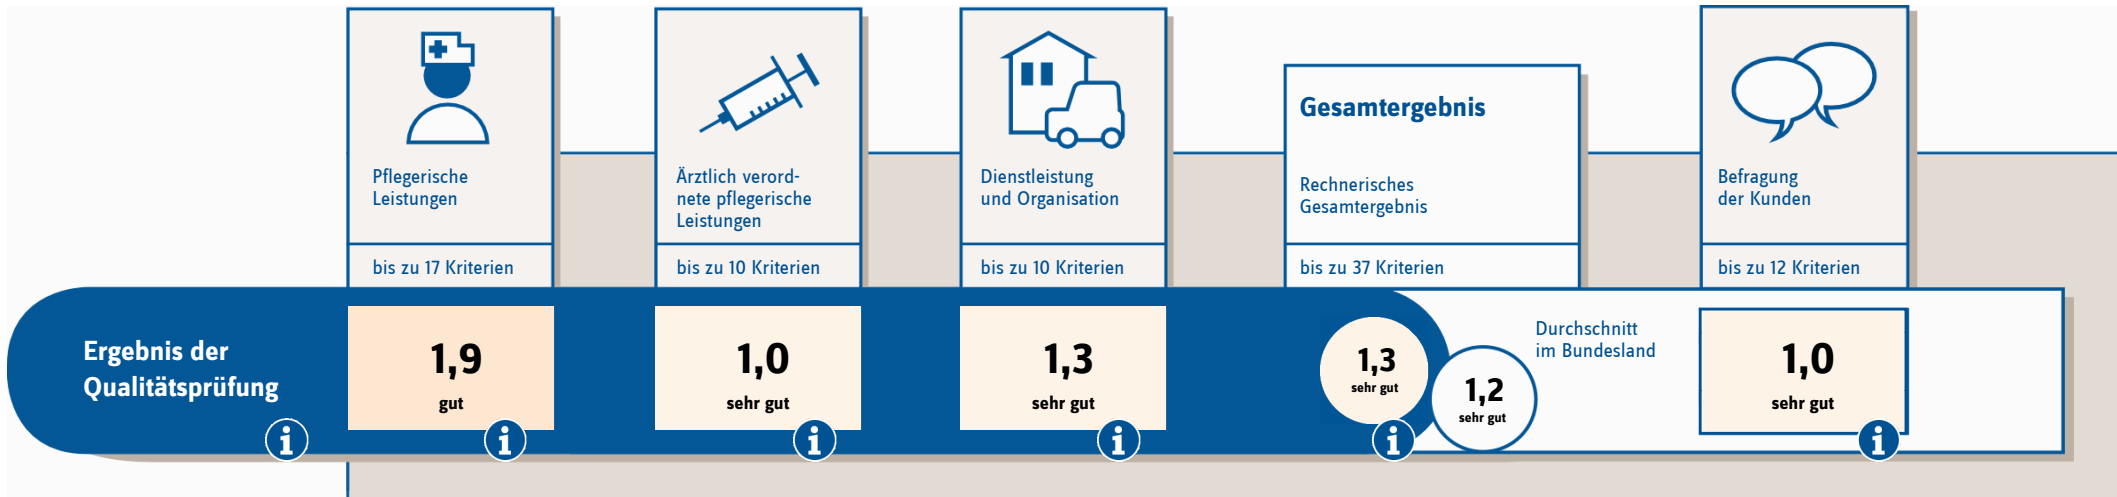 Pflegerische
Leistungen
bis zu 17 Kriterien
Ärztlich verord-
nete pflegerische
Leistungen
bis zu 10 Kriterien
Dienstleistung
und Organisation
bis zu 10 Kriterien
Gesamtergebnis
Rechnerisches
Gesamtergebnis
bis zu 37 Kriterien
Befragung
der Kunden
bis zu 12 Kriterien
Ergebnis der
Qualitätsprüfung
i
1,9
gut
i
1,0
sehr gut
i
1,3
sehr gut
i
1,3
sehr gut
i
1,2
sehr gut
Durchschnitt
im Bundesland
1,0
sehr gut
i